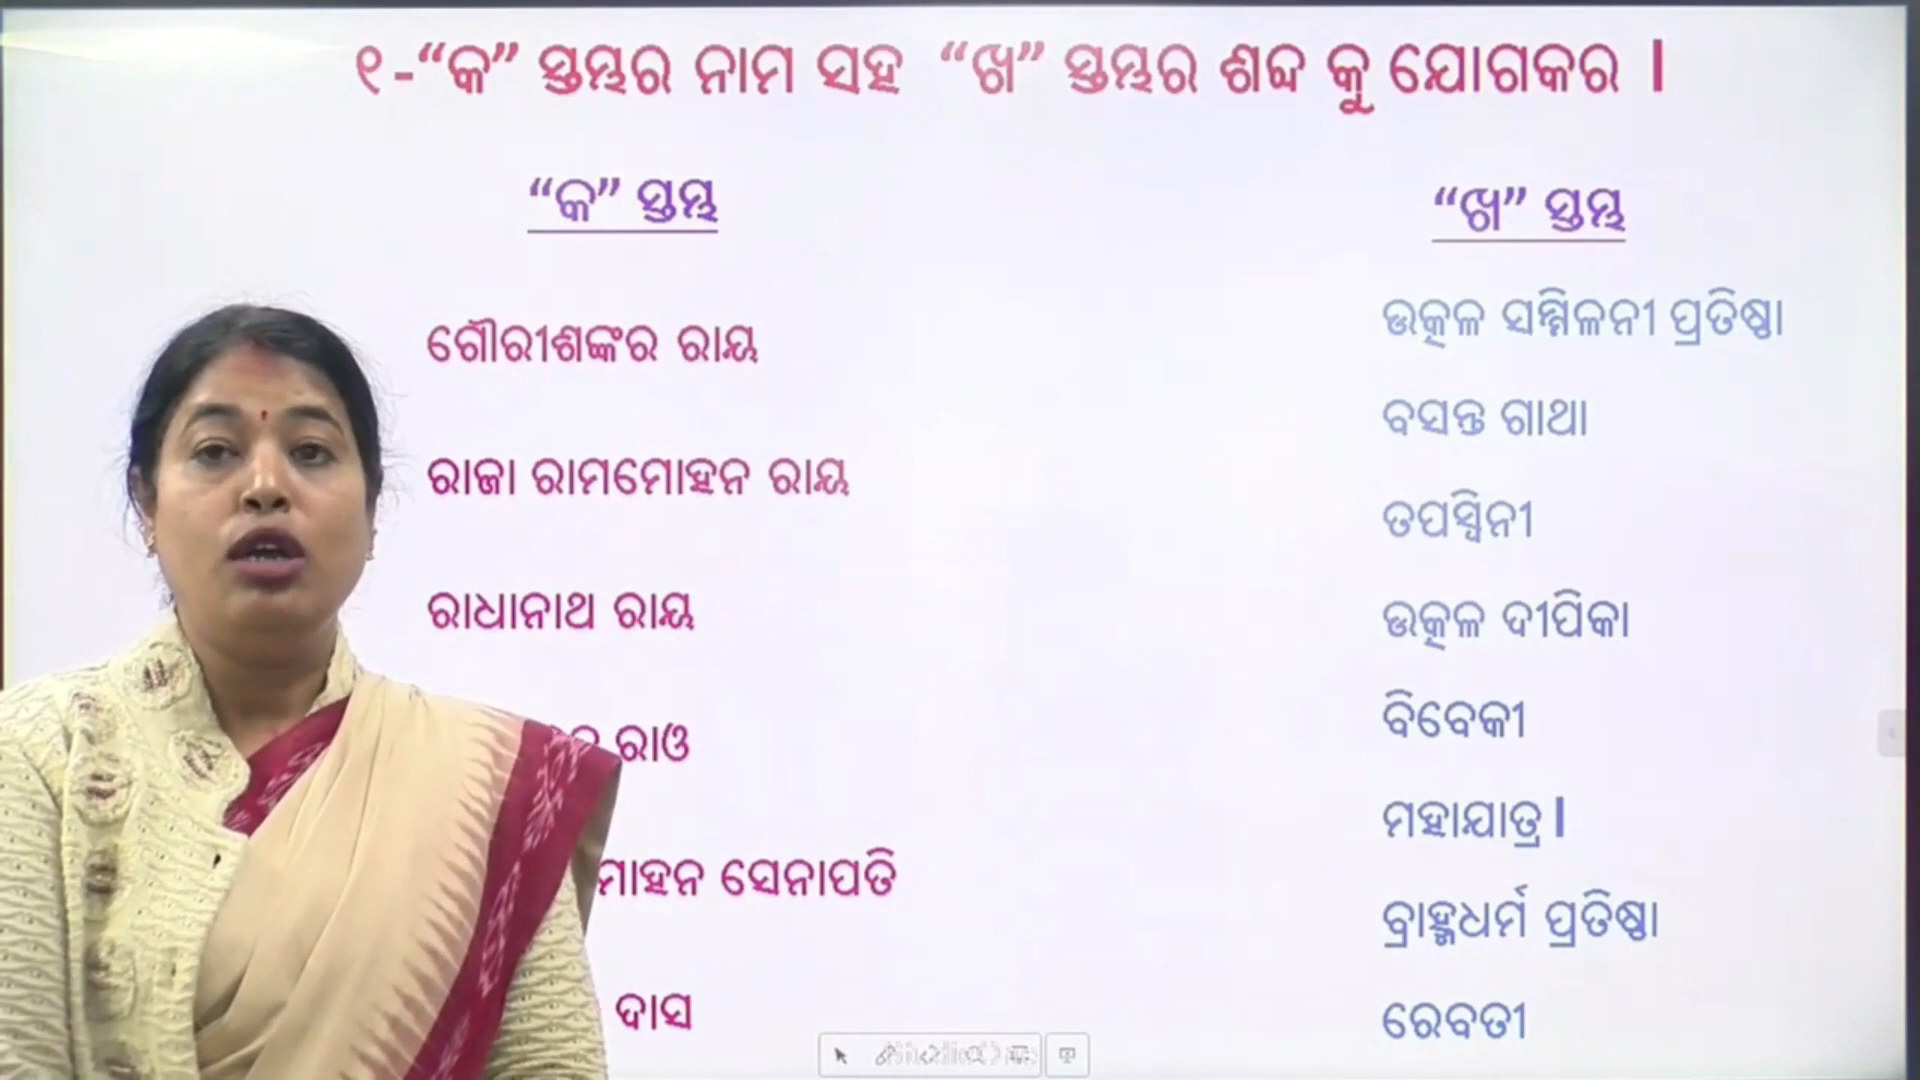 ୧-“କ” ସ୍ତମ୍ଭର ନାମ ସହ “ଖ” ସ୍ତମ୍ଭର ଶବ୍ଦ କୁ ଯୋଗକର ।
“କ” ସ୍ତମ୍ଭ
ଗୌରୀଶଙ୍କର ରାୟ
ରାଜା ରାମମୋହନ ରାୟ
ରାଧାନାଥ ରାୟ
ରାଓ
ସେନାପତି
ଦାସ
“ଖ” ସ୍ତମ୍ଭ
ଉତ୍କଳ ସମ୍ମିଳନୀ ପ୍ରତିଷ୍ଠା
ବସନ୍ତ ଗାଥା
ତପସ୍ୱିନୀ
ଉତ୍କଳ ଦୀପିକା
ବିବେକୀ
ମହାଯାତ୍ରା
ବ୍ରାହ୍ମଧର୍ମ ପ୍ରତିଷ୍ଠା
ରେବତୀ